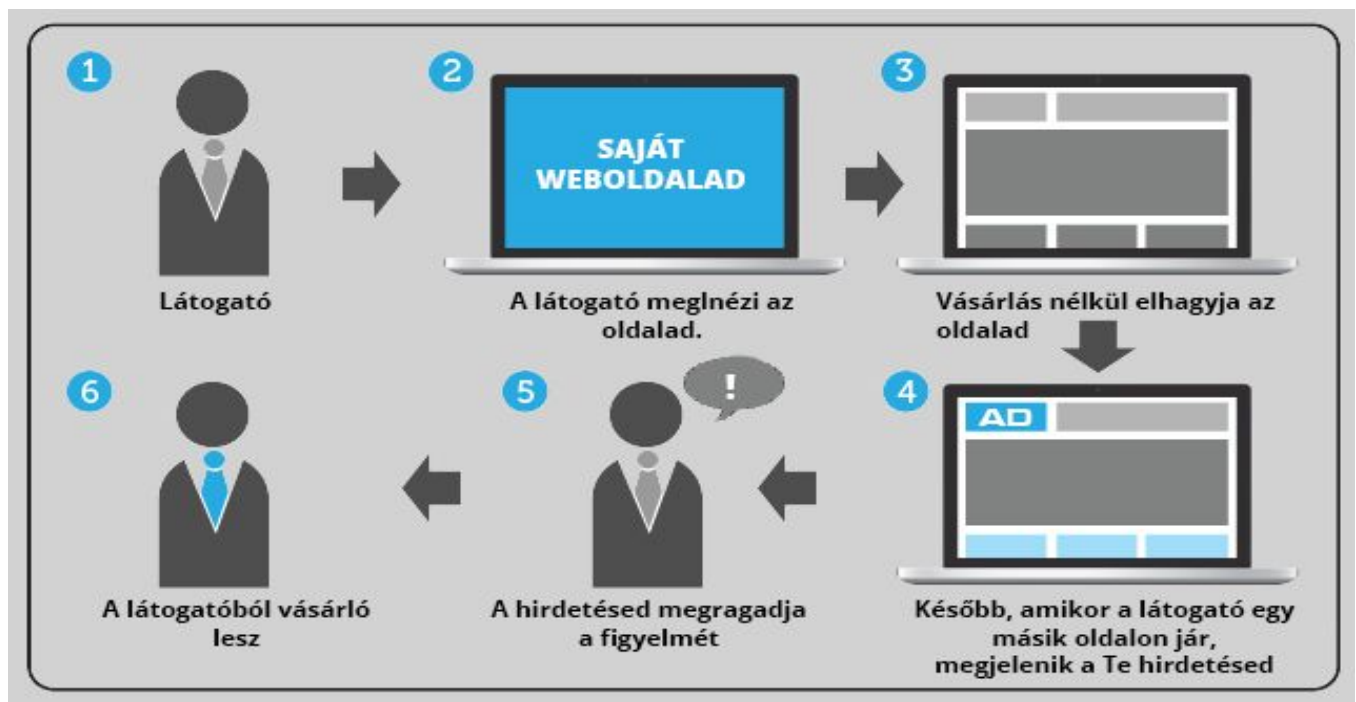 1
Látogató
2
SAJÁT
WEBOLDALAD
A látogató meglnézi az
oldalad.
3
Vásárlás nélkül elhagyja az
oldalad
4
AD
Később, amikor a látogató egy
másik oldalon jár,
megjelenik a Te hirdetésed
5
!
A hirdetésed megragadja
a figyelmét
6
A látogatóból vásárló
lesz